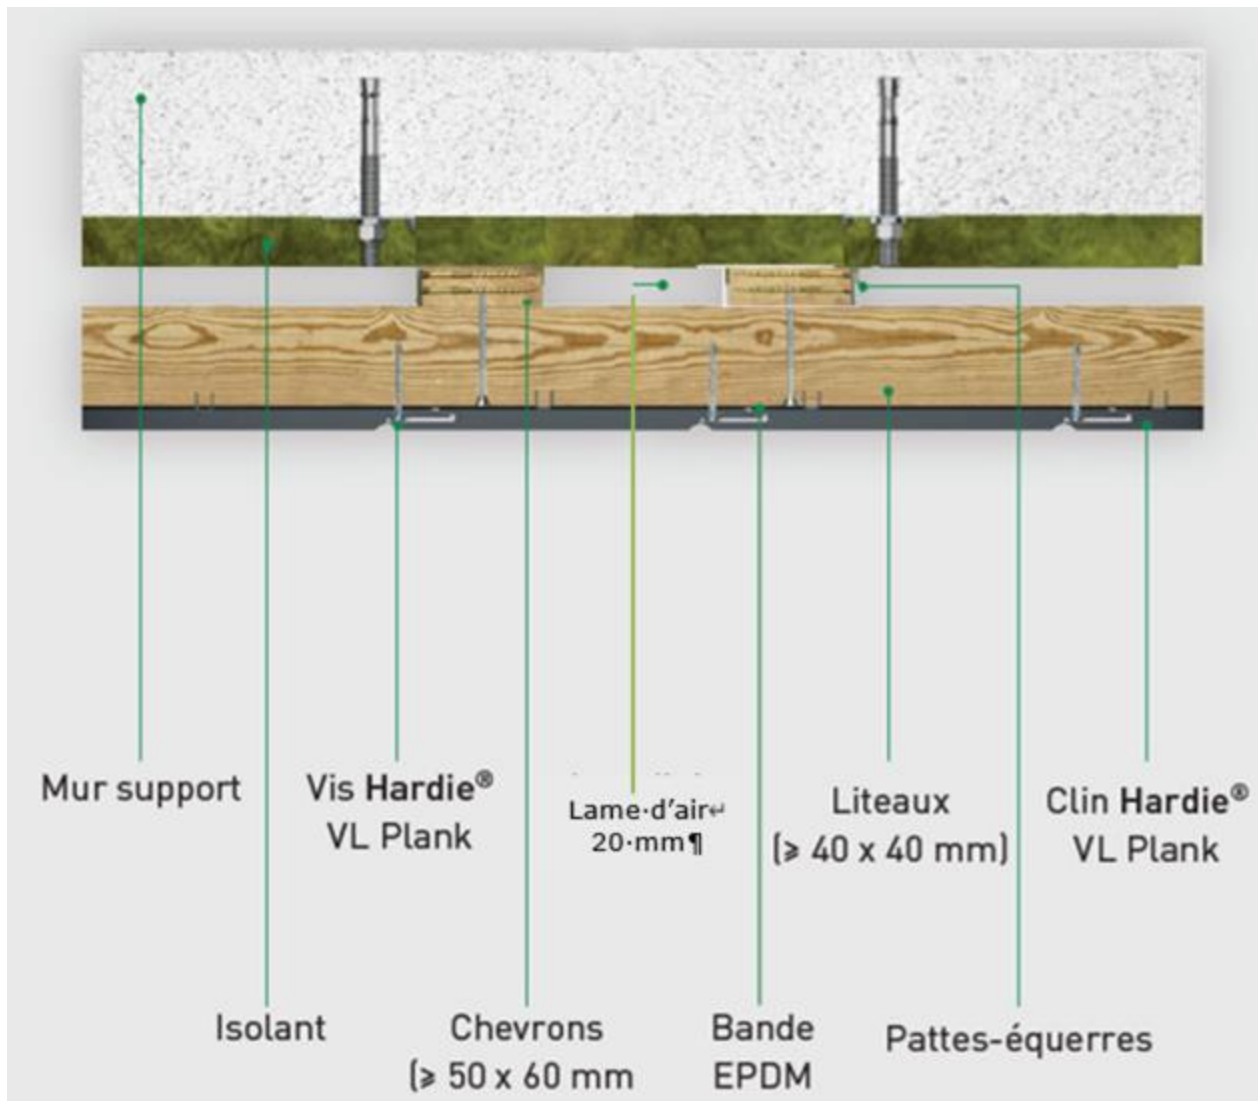 Mur support
Vis Hardie®
VL Plank
Lame·d’air↵
20·mm¶
Liteaux
(⩾ 40 x 40 mm)
Clin Hardie®
VL Plank
Isolant
Chevrons
(⩾ 50 x 60 mm
Bande
EPDM
Pattes-équerres